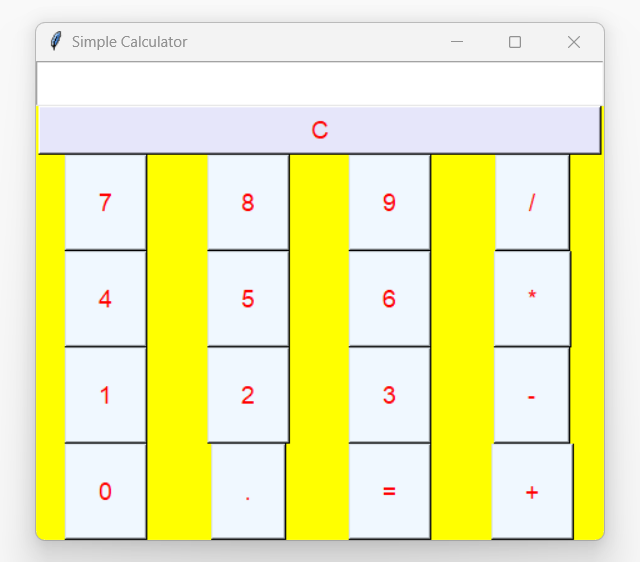 Simple Calculator
C
7 8 9 /
4 5 6 *
1 2 3 -
0 . = +